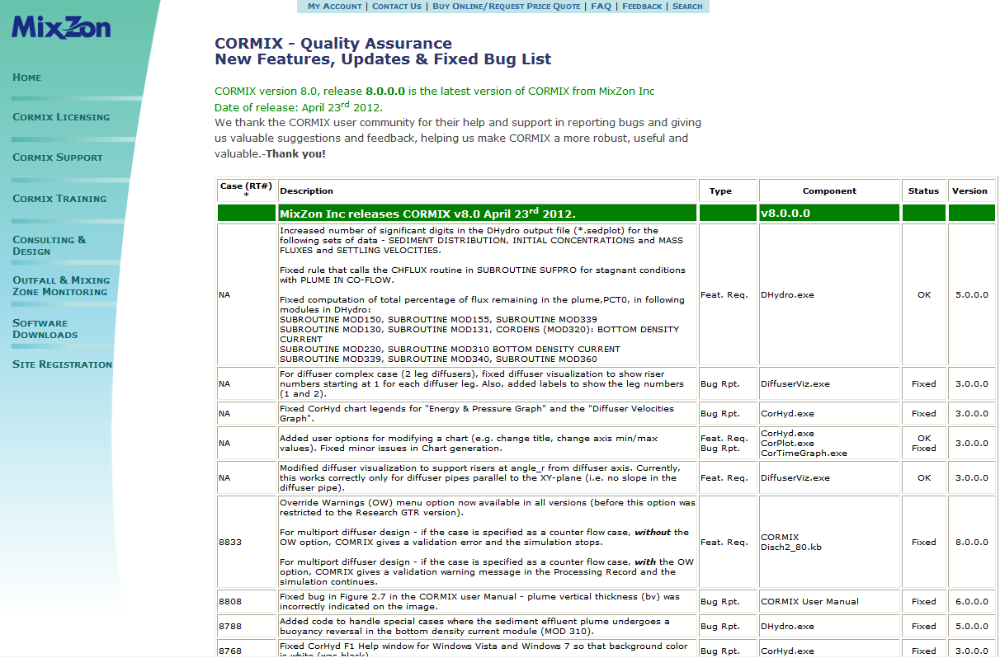 My Account | Contact Us | Buy Online/Request Price Quote | FAQ | Feedback | Search
MixZon
Home
Cormix Licensing
Cormix Support
Cormix Training
Consulting &
Design
Outfall & Mixing
Zone Monitoring
Software
Downloads
Site Registration
CORMIX - Quality Assurance
New Features, Updates & Fixed Bug List
CORMIX version 8.0, release 8.0.0.0 is the latest version of CORMIX from MixZon Inc
Date of release: April 23rd 2012.
We thank the CORMIX user community for their help and support in reporting bugs and giving
us valuable suggestions and feedback, helping us make CORMIX a more robust, useful and
valuable.-Thank you!
Case (RT#)
*
Description
Type
Component
Status
Version
MixZon Inc releases CORMIX v8.0 April 23rd 2012.
v8.0.0.0
NA
Increased number of significant digits in the DHydro output file (*.sedplot) for the
following sets of data - SEDIMENT DISTRIBUTION, INITIAL CONCENTRATIONS and MASS
FLUXES and SETTLING VELOCITIES.
Fixed rule that calls the CHFLUX routine in SUBROUTINE SUFPRO for stagnant conditions
with PLUME IN CO-FLOW.
Fixed computation of total percentage of flux remaining in the plume,PCT0, in following
modules in DHydro:
SUBROUTINE MOD150, SUBROUTINE MOD155, SUBROUTINE MOD339
SUBROUTINE MOD130, SUBROUTINE MOD131, CORDENS (MOD320): BOTTOM DENSITY
CURRENT
SUBROUTINE MOD230, SUBROUTINE MOD310 BOTTOM DENSITY CURRENT
SUBROUTINE MOD339, SUBROUTINE MOD340, SUBROUTINE MOD360
Feat. Req.
DHydro.exe
OK
5.0.0.0
NA
For diffuser complex case (2 leg diffusers), fixed diffuser visualization to show riser
numbers starting at 1 for each diffuser leg. Also, added labels to show the leg numbers
(1 and 2).
Bug Rpt.
DiffuserViz.exe
Fixed
3.0.0.0
NA
Fixed CorHyd chart legends for "Energy & Pressure Graph" and the "Diffuser Velocities
Graph".
Bug Rpt.
CorHyd.exe
Fixed
3.0.0.0
NA
Added user options for modifying a chart (e.g. change title, change axis min/max
values). Fixed minor issues in Chart generation.
Feat. Req.
Bug Rpt.
CorHyd.exe
CorPlot.exe
CorTimeGraph.exe
OK
Fixed
3.0.0.0
NA
Modified diffuser visualization to support risers at angle_r from diffuser axis. Currently,
this works correctly only for diffuser pipes parallel to the XY-plane (i.e. no slope in the
diffuser pipe).
Feat. Req.
DiffuserViz.exe
OK
3.0.0.0
8833
Override Warnings (OW) menu option now available in all versions (before this option was
restricted to the Research GTR version).
For multiport diffuser design - if the case is specified as a counter flow case, without the
OW option, COMRIX gives a validation error and the simulation stops.
For multiport diffuser design - if the case is specified as a counter flow case, with the OW
option, COMRIX gives a validation warning message in the Processing Record and the
simulation continues.
Feat. Req.
CORMIX
Disch2_80.kb
Fixed
8.0.0.0
8808
Fixed bug in Figure 2.7 in the CORMIX user Manual - plume vertical thickness (bv) was
incorrectly indicated on the image.
Bug Rpt.
CORMIX User Manual
Fixed
6.0.0.0
8788
Added code to handle special cases where the sediment effluent plume undergoes a
buoyancy reversal in the bottom density current module (MOD 310).
Bug Rpt.
DHydro.exe
Fixed
5.0.0.0
8768
Fixed CorHyd F1 Help window for Windows Vista and Windows 7 so that background color
is white (was black).
Bug Rpt.
CorHyd.exe
Fixed
3.0.0.0